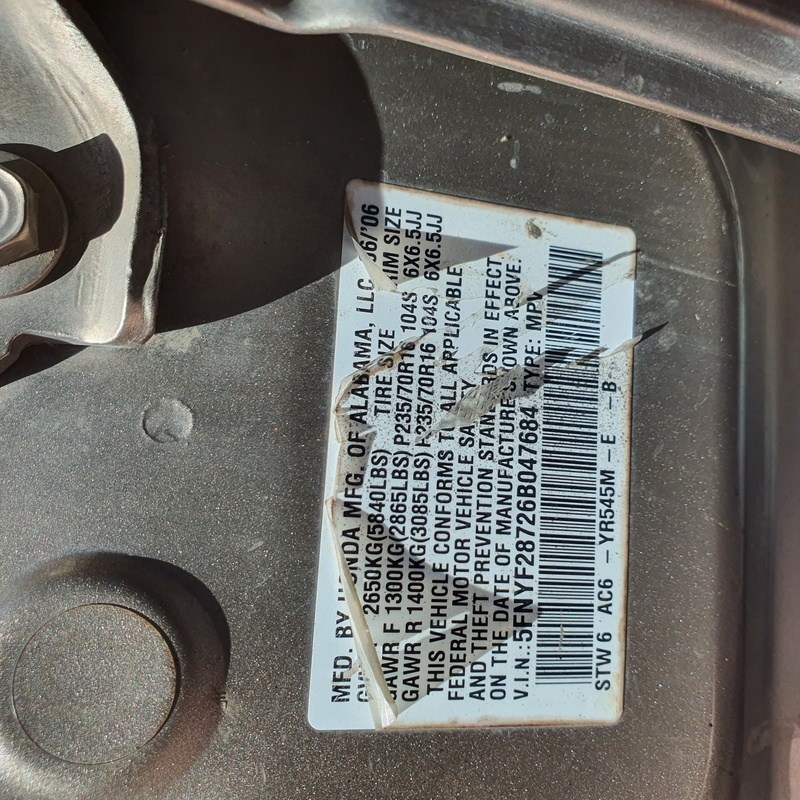 MFD. BY HONDA MFG. OF ALABAMA, LLC 06/'06
2650KG(5840LBS) TIRE SIZE RIM SIZE
GAWR F 1300KG(2865LBS) P235/70R16 104S 16X6.5JJ
GAWR R 1400KG(3085LBS) P235/70R16 104S 16X6.5JJ
THIS VEHICLE CONFORMS TO ALL APPLICABLE
FEDERAL MOTOR VEHICLE SAFETY
AND THEFT PREVENTION STANDARDS IN EFFECT
ON THE DATE OF MANUFACTURE SHOWN ABOVE.
V.I.N.:5FNYF28726B047684 TYPE: MPV
STW 6 AC6 -YR545M -E -B